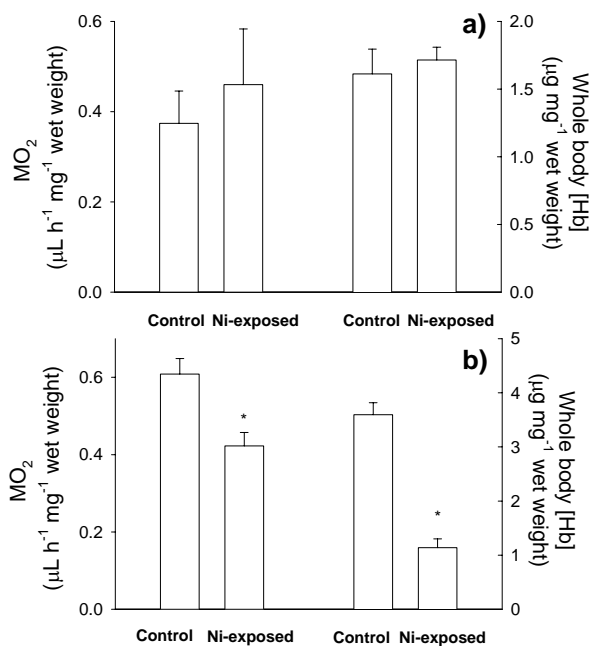 a)
0.6
0.4
0.2
0.0
MO2
(µL h-1 mg-1 wet weight)
2.0
1.5
1.0
0.5
0.0
Whole body [Hb]
(µg mg-1 wet weight)
Control Ni-exposed
Control Ni-exposed
b)
0.6
0.4
0.2
0.0
MO2
(µL h-1 mg-1 wet weight)
*
*
5
4
3
2
1
0
Whole body [Hb]
(µg mg-1 wet weight)
Control Ni-exposed
Control Ni-exposed